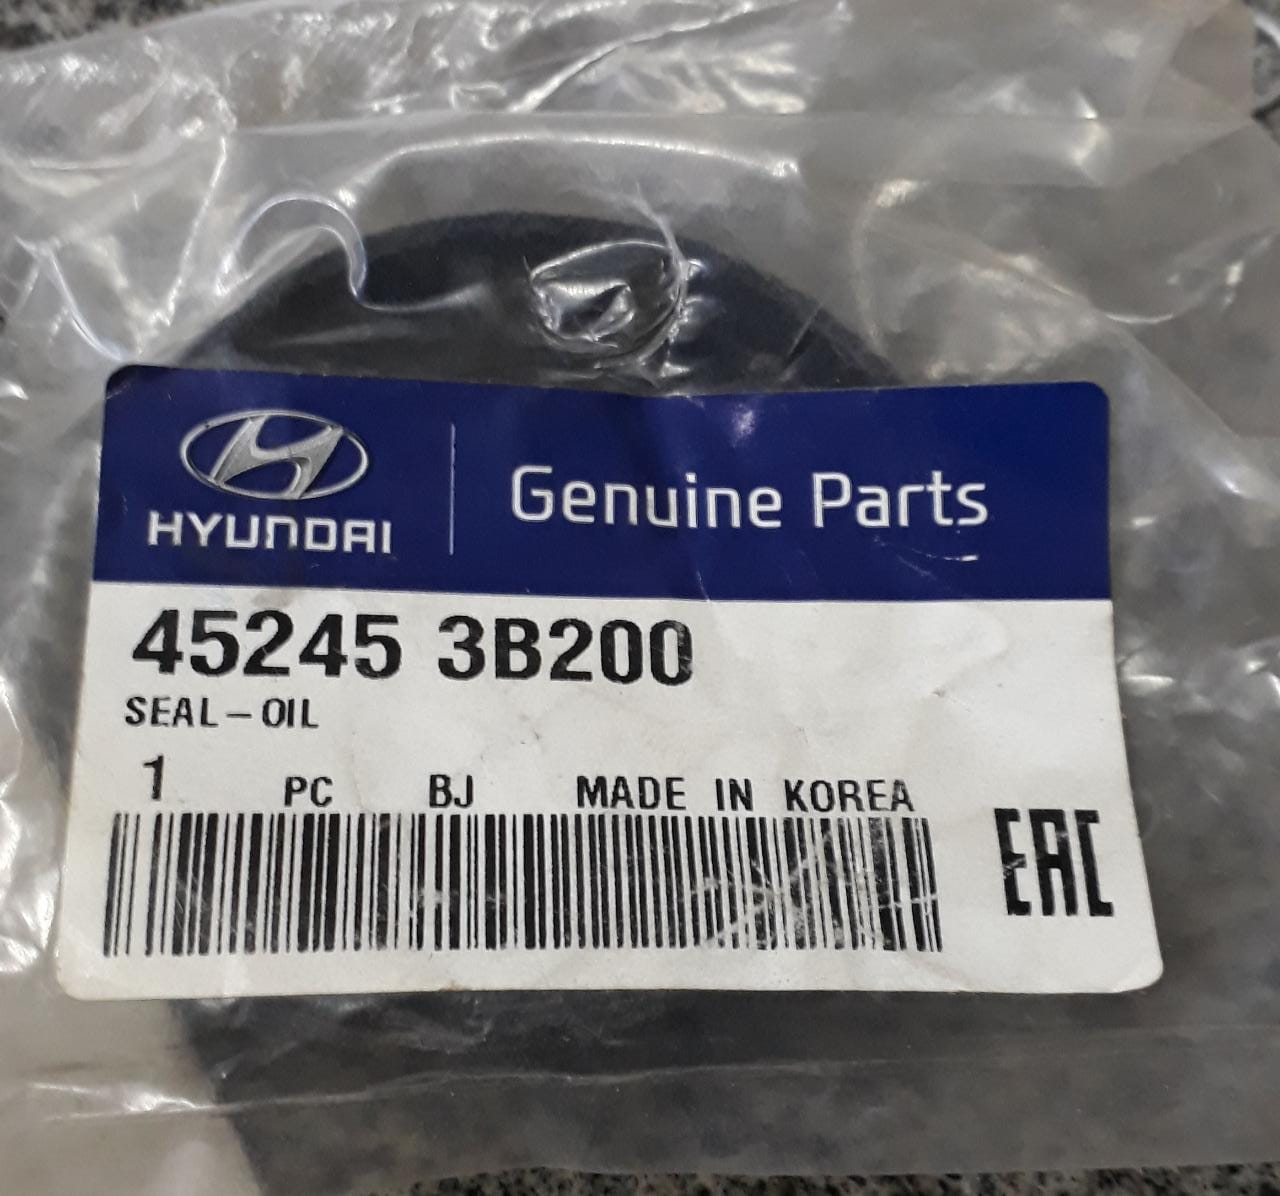 HYUNDAI
Genuine Parts
45245 3B200
SEAL-OIL
1 PC BJ MADE IN KOREA
EAC